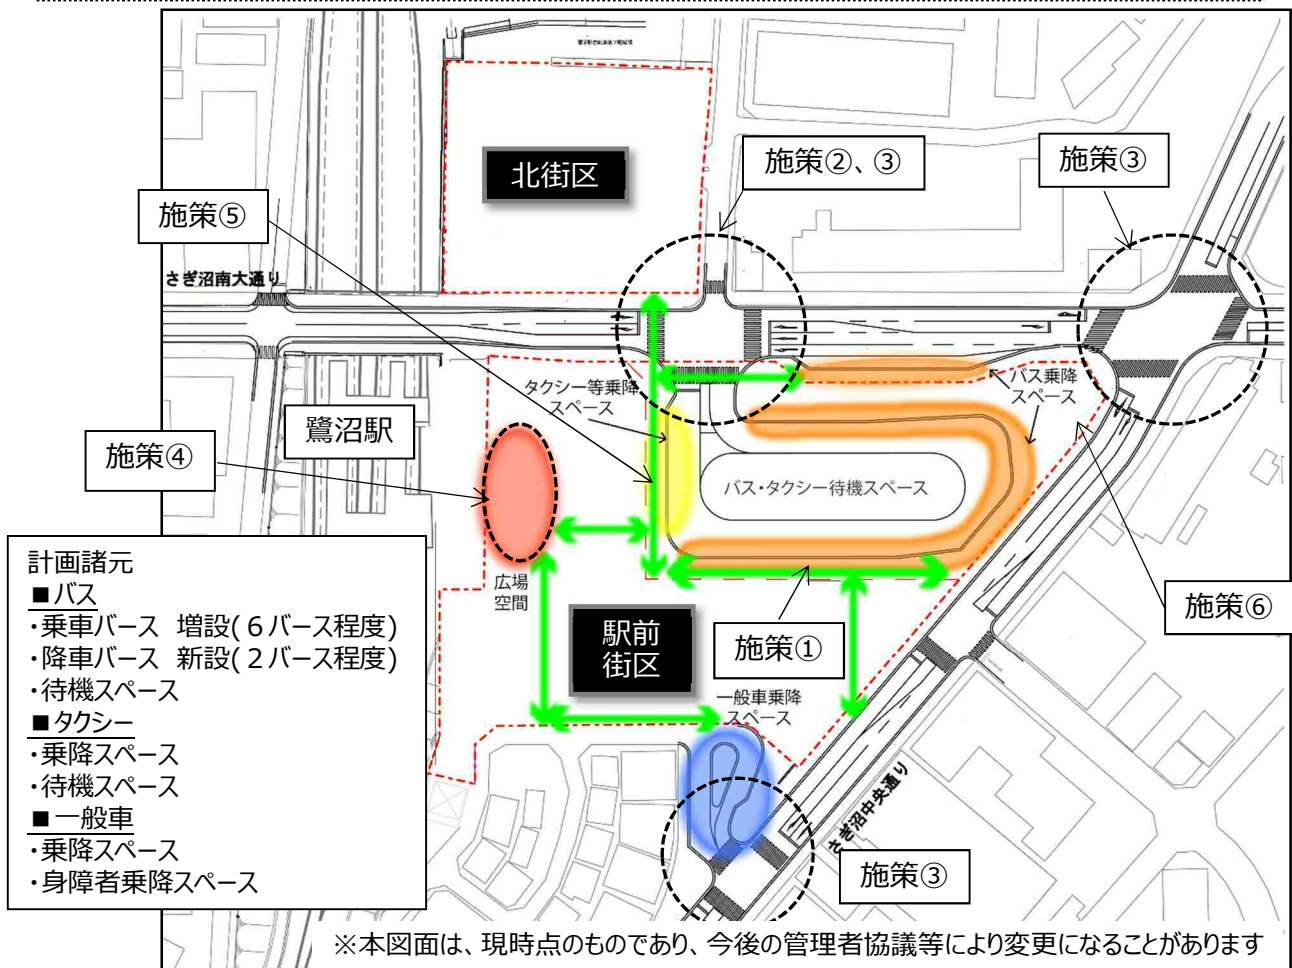 北街区
施策②、③
施策③
施策⑤
さぎ沼南大通り
タクシー等乗降
スペース
バス乗降
スペース
鷺沼駅
施策④
バス・タクシー待機スペース
広場
空間
駅前
街区
施策①
施策⑥
一般車乗降
スペース
さぎ沼中央通り
施策③
計画諸元
■バス
・乗車バース 増設(6バース程度)
・降車バース 新設(2バース程度)
・待機スペース
■タクシー
・乗降スペース
・待機スペース
■一般車
・乗降スペース
・身障者乗降スペース
※本図面は、現時点のものであり、今後の管理者協議等により変更になることがあります